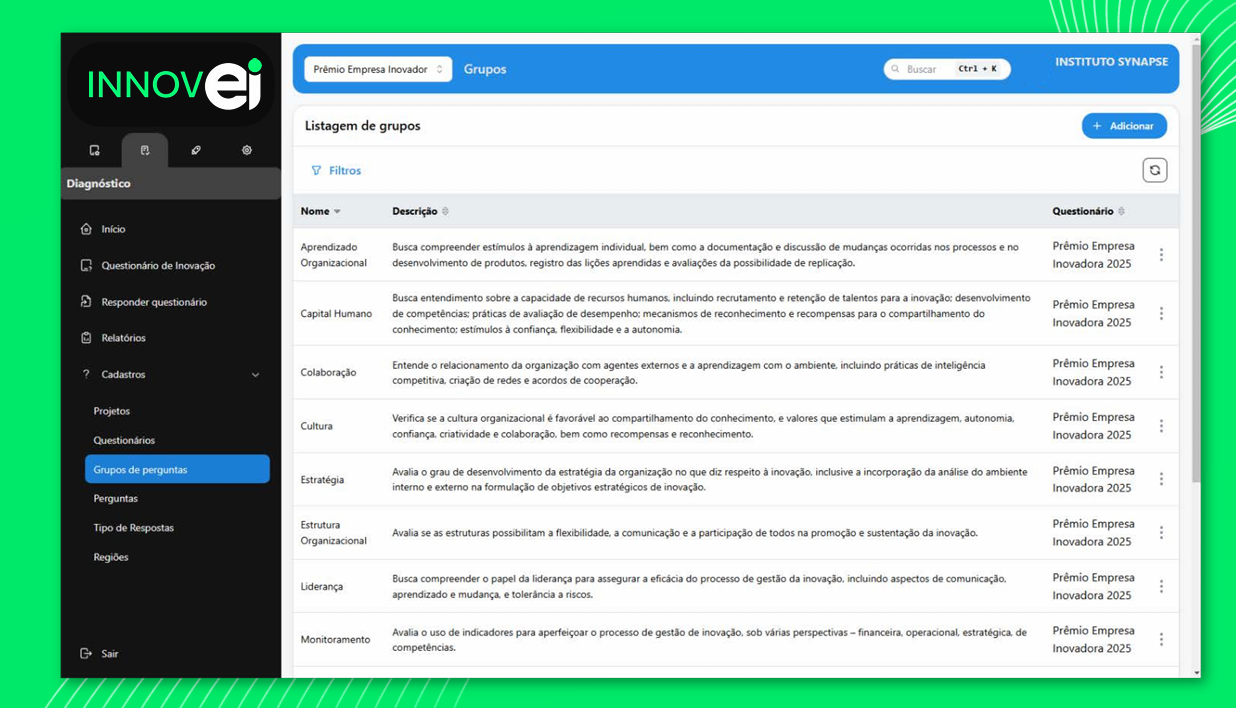 INNOVei
Diagnóstico
Início
Questionário de Inovação
Responder questionário
Relatórios
? Cadastros
Projetos
Questionários
Grupos de perguntas
Perguntas
Tipo de Respostas
Regiões
Sair
Prêmio Empresa Inovador
Grupos
Buscar
Ctrl + K
INSTITUTO SYNAPSE
Listagem de grupos
+ Adicionar
Filtros
Nome
Descrição
Questionário
Aprendizado
Organizacional
Busca compreender estímulos à aprendizagem individual, bem como a documentação e discussão de mudanças ocorridas nos processos e no
desenvolvimento de produtos, registro das lições aprendidas e avaliações da possibilidade de replicação.
Prêmio Empresa
Inovadora 2025
Capital Humano
Busca entendimento sobre a capacidade de recursos humanos, incluindo recrutamento e retenção de talentos para a inovação; desenvolvimento
de competências; práticas de avaliação de desempenho; mecanismos de reconhecimento e recompensas para o compartilhamento do
conhecimento; estímulos à confiança, flexibilidade e a autonomia.
Prêmio Empresa
Inovadora 2025
Colaboração
Entende o relacionamento da organização com agentes externos e a aprendizagem com o ambiente, incluindo práticas de inteligência
competitiva, criação de redes e acordos de cooperação.
Prêmio Empresa
Inovadora 2025
Cultura
Verifica se a cultura organizacional é favorável ao compartilhamento do conhecimento, e valores que estimulam a aprendizagem, autonomia,
confiança, criatividade e colaboração, bem como recompensas e reconhecimento.
Prêmio Empresa
Inovadora 2025
Estratégia
Avalia o grau de desenvolvimento da estratégia da organização no que diz respeito à inovação, inclusive a incorporação da análise do ambiente
interno e externo na formulação de objetivos estratégicos de inovação.
Prêmio Empresa
Inovadora 2025
Estrutura
Organizacional
Avalia se as estruturas possibilitam a flexibilidade, a comunicação e a participação de todos na promoção e sustentação da inovação.
Prêmio Empresa
Inovadora 2025
Liderança
Busca compreender o papel da liderança para assegurar a eficácia do processo de gestão da inovação, incluindo aspectos de comunicação,
aprendizado e mudança, e tolerância a riscos.
Prêmio Empresa
Inovadora 2025
Monitoramento
Avalia o uso de indicadores para aperfeiçoar o processo de gestão de inovação, sob várias perspectivas – financeira, operacional, estratégica, de
competências.
Prêmio Empresa
Inovadora 2025